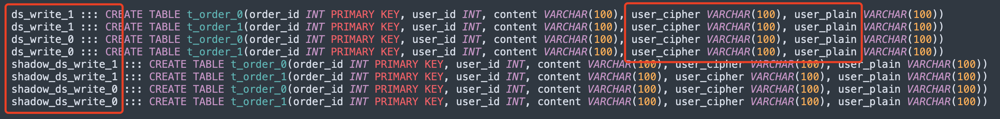 ds_write_1 ::: CREATE TABLE t_order_0(order_id INT PRIMARY KEY, user_id INT, content VARCHAR(100), user_cipher VARCHAR(100), user_plain VARCHAR(100))
ds_write_1 ::: CREATE TABLE t_order_1(order_id INT PRIMARY KEY, user_id INT, content VARCHAR(100), user_cipher VARCHAR(100), user_plain VARCHAR(100))
ds_write_0 ::: CREATE TABLE t_order_0(order_id INT PRIMARY KEY, user_id INT, content VARCHAR(100), user_cipher VARCHAR(100), user_plain VARCHAR(100))
ds_write_0 ::: CREATE TABLE t_order_1(order_id INT PRIMARY KEY, user_id INT, content VARCHAR(100), user_cipher VARCHAR(100), user_plain VARCHAR(100))
shadow_ds_write_1 ::: CREATE TABLE t_order_0(order_id INT PRIMARY KEY, user_id INT, content VARCHAR(100), user_cipher VARCHAR(100), user_plain VARCHAR(100))
shadow_ds_write_1 ::: CREATE TABLE t_order_1(order_id INT PRIMARY KEY, user_id INT, content VARCHAR(100), user_cipher VARCHAR(100), user_plain VARCHAR(100))
shadow_ds_write_0 ::: CREATE TABLE t_order_0(order_id INT PRIMARY KEY, user_id INT, content VARCHAR(100), user_cipher VARCHAR(100), user_plain VARCHAR(100))
shadow_ds_write_0 ::: CREATE TABLE t_order_1(order_id INT PRIMARY KEY, user_id INT, content VARCHAR(100), user_cipher VARCHAR(100), user_plain VARCHAR(100))